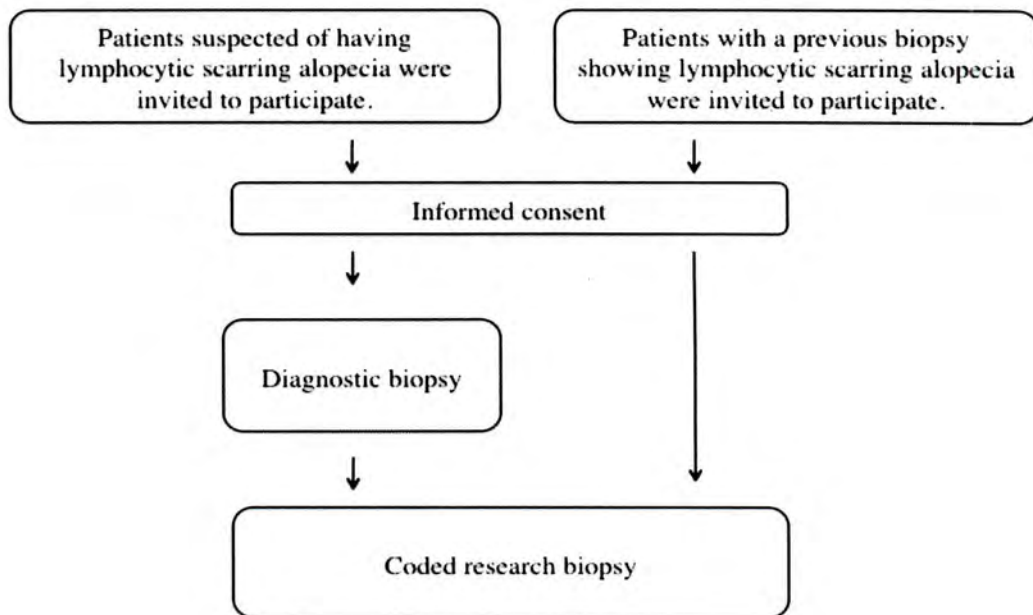 Patients suspected of having
lymphocytic scarring alopecia were
invited to participate.
Patients with a previous biopsy
showing lymphocytic scarring alopecia
were invited to participate.
Informed consent
Diagnostic biopsy
Coded research biopsy